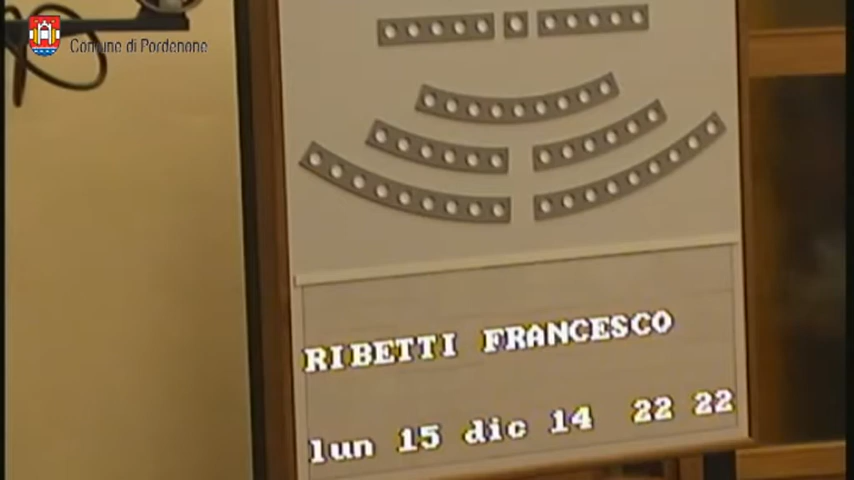 Comune di Pordenone
RIBETTI FRANCESCO
lun 15 dic 14 22 22